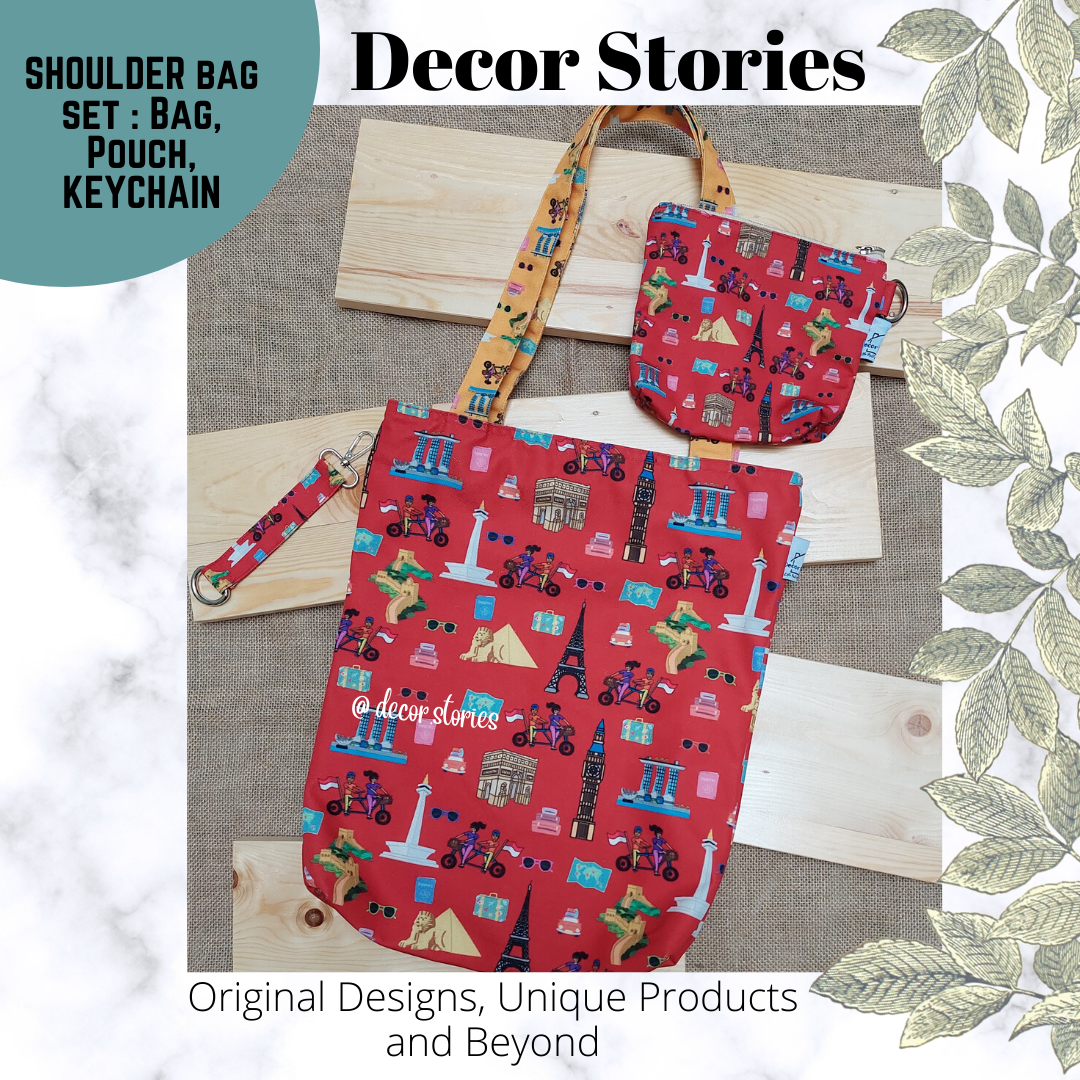 SHOULDER BAG
SET : BAG,
POUCH,
KEYCHAIN
Decor Stories
@ decor stories
Original Designs, Unique Products
and Beyond